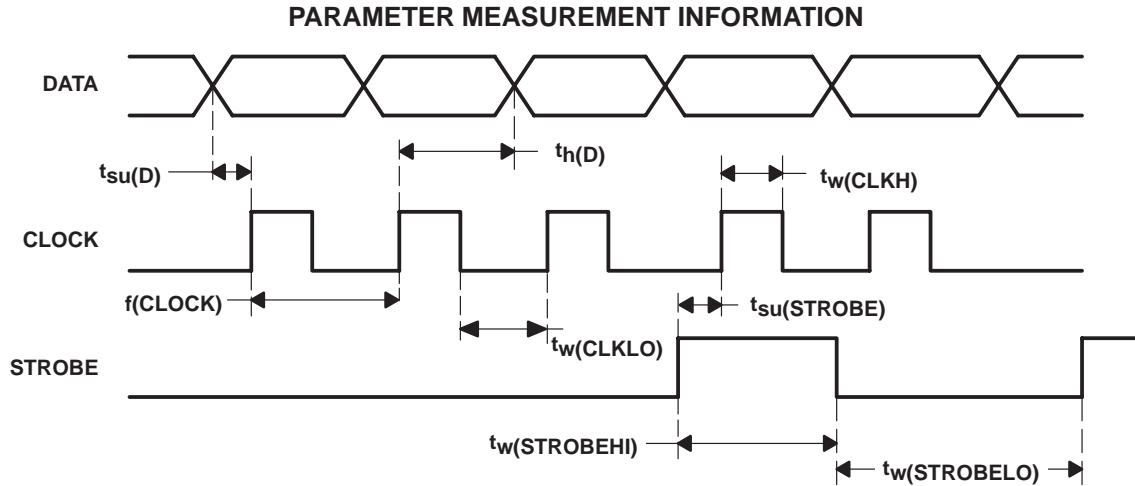 PARAMETER MEASUREMENT INFORMATION
DATA
tsu(D)
th(D)
tw(CLKH)
CLOCK
f(CLOCK)
tsu(STROBE)
tw(CLKLO)
STROBE
tw(STROBEHI)
tw(STROBELO)